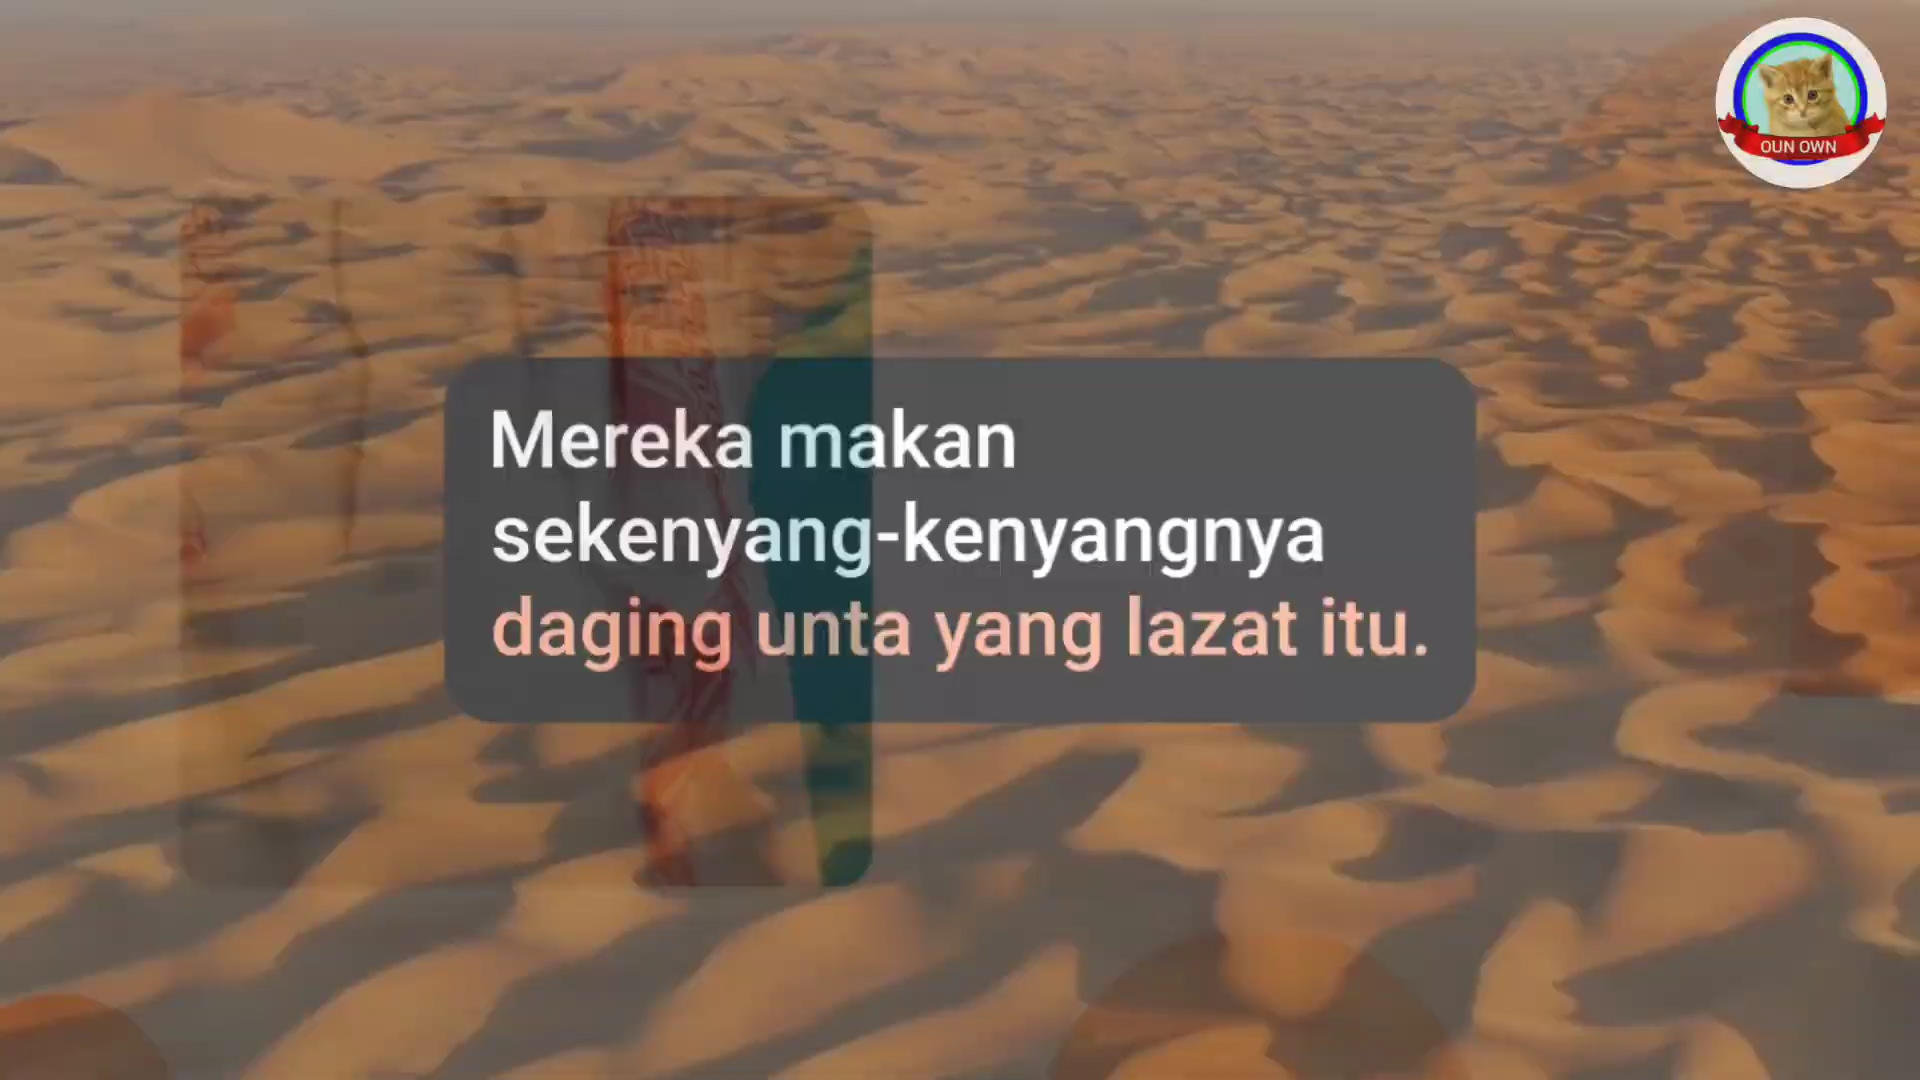 OUN OWN
Mereka makan
sekenyang-kenyangnya
daging unta yang lazat itu.